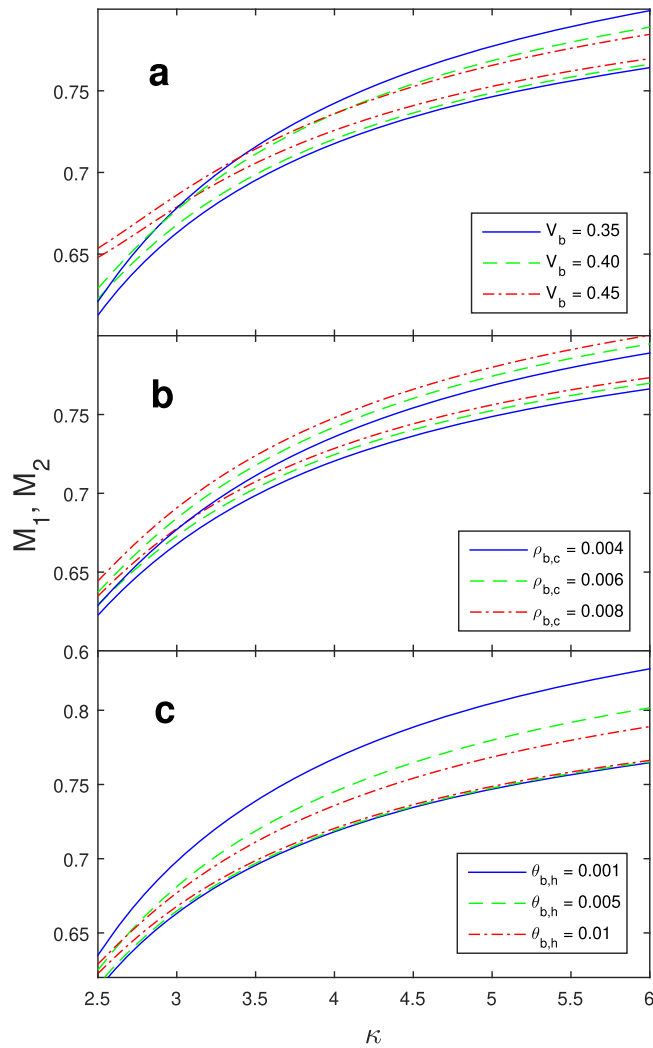 a
0.75
0.7
0.65
V_b = 0.35
V_b = 0.40
V_b = 0.45
b
0.75
0.7
0.65
0.6
M_1, M_2
ρ_b,c = 0.004
ρ_b,c = 0.006
ρ_b,c = 0.008
c
0.8
0.75
0.7
0.65
θ_b,h = 0.001
θ_b,h = 0.005
θ_b,h = 0.01
2.5 3 3.5 4 4.5 5 5.5 6
κ